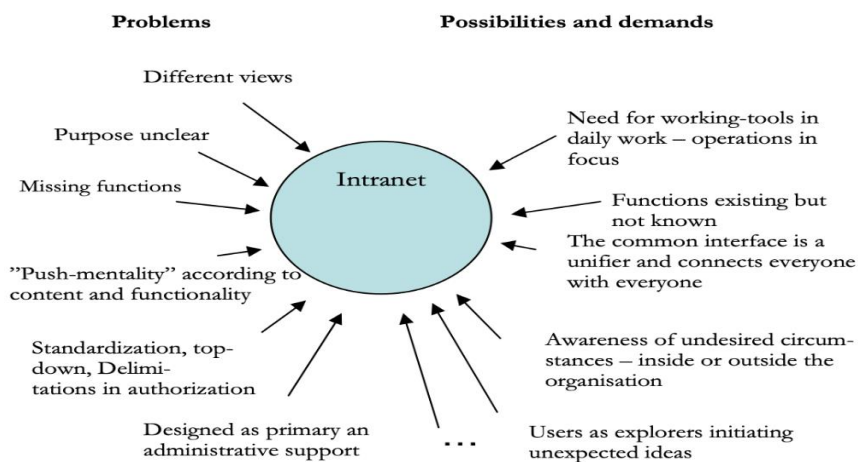 Problems
Possibilities and demands
Different views
Purpose unclear
Missing functions
”Push-mentality” according to
content and functionality
Standardization, top-
down, Delimi-
tations in authorization
Designed as primary an
administrative support
Intranet
Need for working-tools in
daily work – operations in
focus
Functions existing but
not known
The common interface is a
unifier and connects everyone
with everyone
Awareness of undesired circum-
stances – inside or outside the
organisation
Users as explorers initiating
unexpected ideas
...